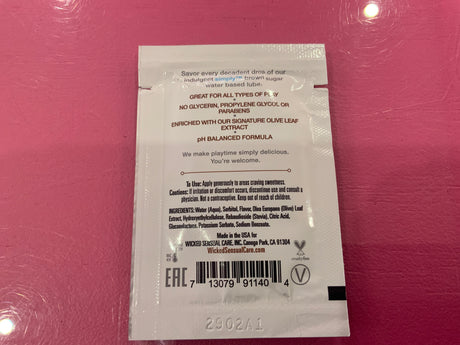 Savor every decadent drop of our
indulgent simply™ brown sugar
water based lube.
GREAT FOR ALL TYPES OF PLAY
•
NO GLYCERIN, PROPYLENE GLYCOL OR
PARABENS
•
ENRICHED WITH OUR SIGNATURE OLIVE LEAF
EXTRACT
•
pH BALANCED FORMULA
We make playtime simply delicious.
You're welcome.
To Use: Apply generously to areas craving sweetness.
Cautions: If irritation or discomfort occurs, discontinue use and consult a
physician. Not a contraceptive. Keep out of reach of children.
INGREDIENTS: Water (Aqua), Sorbitol, Flavor, Olea Europaea (Olive) Leaf
Extract, Hydroxyethylcellulose, Rebaudioside (Stevia), Citric Acid,
Gluconolactone, Potassium Sorbate, Sodium Benzoate.
Made in the USA for
WICKED SENSUAL CARE, INC. Canoga Park, CA 91304
WickedSensualCare.com
cruelty-free
EAC
V
7 13079 91140 4
2902A1